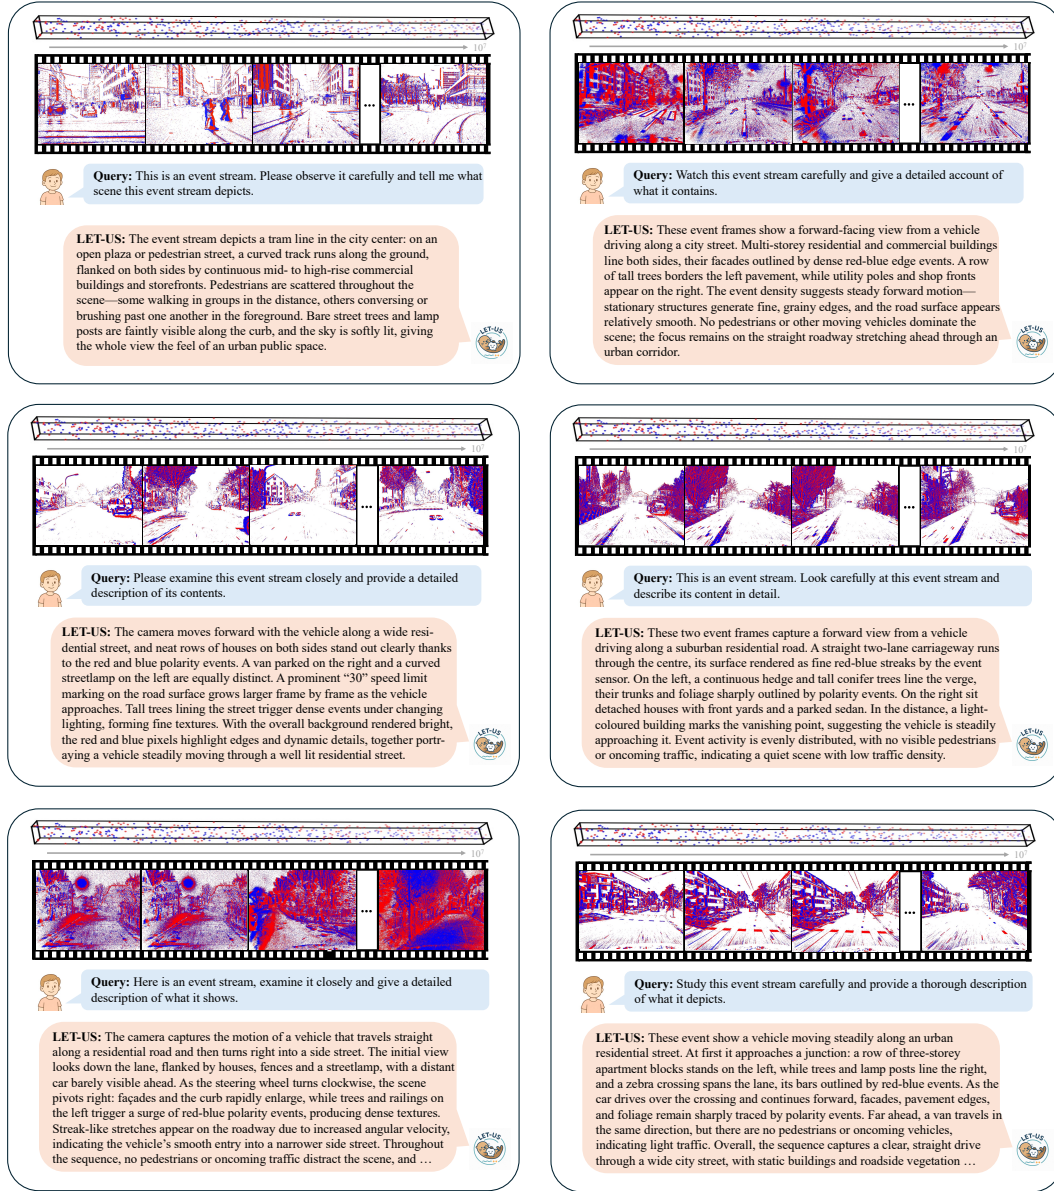 10⁷
Query: This is an event stream. Please observe it carefully and tell me what
scene this event stream depicts.
LET-US: The event stream depicts a tram line in the city center: on an
open plaza or pedestrian street, a curved track runs along the ground,
flanked on both sides by continuous mid- to high-rise commercial
buildings and storefronts. Pedestrians are scattered throughout the
scene—some walking in groups in the distance, others conversing or
brushing past one another in the foreground. Bare street trees and lamp
posts are faintly visible along the curb, and the sky is softly lit, giving
the whole view the feel of an urban public space.
LET-US
10⁷
Query: Watch this event stream carefully and give a detailed account of
what it contains.
LET-US: These event frames show a forward-facing view from a vehicle
driving along a city street. Multi-storey residential and commercial buildings
line both sides, their facades outlined by dense red-blue edge events. A row
of tall trees borders the left pavement, while utility poles and shop fronts
appear on the right. The event density suggests steady forward motion—
stationary structures generate fine, grainy edges, and the road surface appears
relatively smooth. No pedestrians or other moving vehicles dominate the
scene; the focus remains on the straight roadway stretching ahead through an
urban corridor.
LET-US
10⁷
Query: Please examine this event stream closely and provide a detailed
description of its contents.
LET-US: The camera moves forward with the vehicle along a wide resi-
dential street, and neat rows of houses on both sides stand out clearly thanks
to the red and blue polarity events. A van parked on the right and a curved
streetlamp on the left are equally distinct. A prominent “30” speed limit
marking on the road surface grows larger frame by frame as the vehicle
approaches. Tall trees lining the street trigger dense events under changing
lighting, forming fine textures. With the overall background rendered bright,
the red and blue pixels highlight edges and dynamic details, together portr-
aying a vehicle steadily moving through a well lit residential street.
LET-US
10⁷
Query: This is an event stream. Look carefully at this event stream and
describe its content in detail.
LET-US: These two event frames capture a forward view from a vehicle
driving along a suburban residential road. A straight two-lane carriageway runs
through the centre, its surface rendered as fine red-blue streaks by the event
sensor. On the left, a continuous hedge and tall conifer trees line the verge,
their trunks and foliage sharply outlined by polarity events. On the right sit
detached houses with front yards and a parked sedan. In the distance, a light-
coloured building marks the vanishing point, suggesting the vehicle is steadily
approaching it. Event activity is evenly distributed, with no visible pedestrians
or oncoming traffic, indicating a quiet scene with low traffic density.
LET-US
10⁷
Query: Here is an event stream, examine it closely and give a detailed
description of what it shows.
LET-US: The camera captures the motion of a vehicle that travels straight
along a residential road and then turns right into a side street. The initial view
looks down the lane, flanked by houses, fences and a streetlamp, with a distant
car barely visible ahead. As the steering wheel turns clockwise, the scene
pivots right: façades and the curb rapidly enlarge, while trees and railings on
the left trigger a surge of red-blue polarity events, producing dense textures.
Streak-like stretches appear on the roadway due to increased angular velocity,
indicating the vehicle’s smooth entry into a narrower side street. Throughout
the sequence, no pedestrians or oncoming traffic distract the scene, and …
LET-US
10⁷
Query: Study this event stream carefully and provide a thorough description
of what it depicts.
LET-US: These event show a vehicle moving steadily along an urban
residential street. At first it approaches a junction: a row of three-storey
apartment blocks stands on the left, while trees and lamp posts line the right,
and a zebra crossing spans the lane, its bars outlined by red-blue events. As the
car drives over the crossing and continues forward, facades, pavement edges,
and foliage remain sharply traced by polarity events. Far ahead, a van travels in
the same direction, but there are no pedestrians or oncoming vehicles,
indicating light traffic. Overall, the sequence captures a clear, straight drive
through a wide city street, with static buildings and roadside vegetation …
LET-US